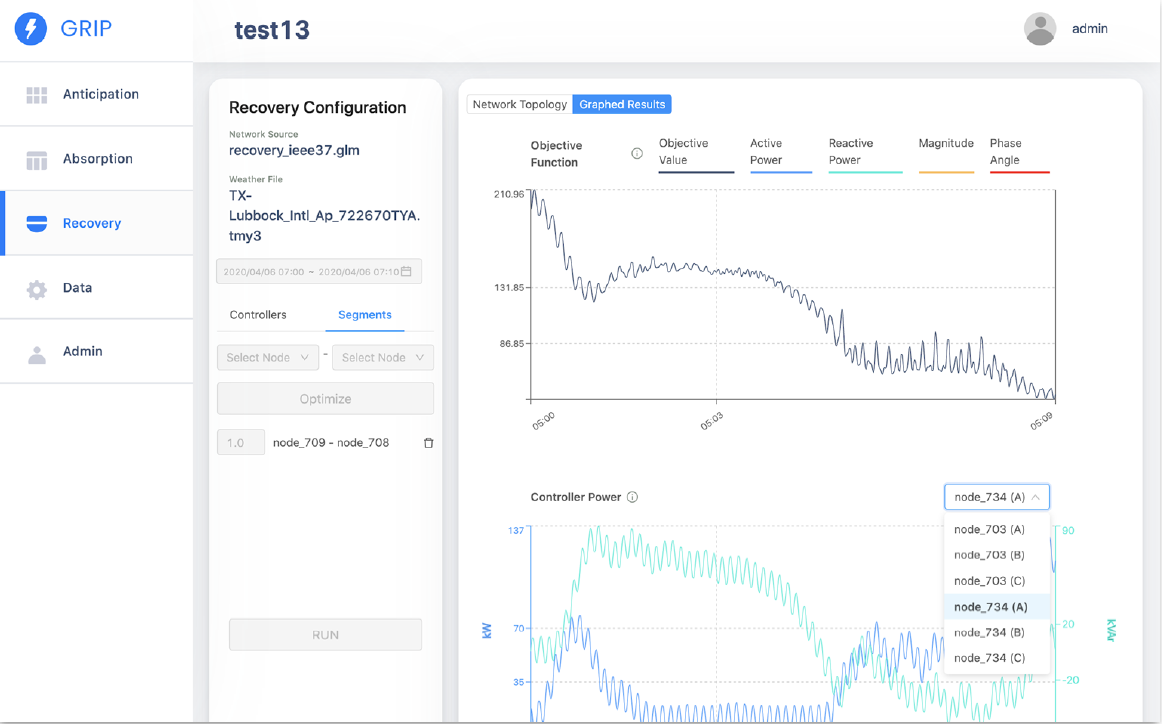 GRIP
test13
admin
Anticipation
Absorption
Recovery
Data
Admin
Recovery Configuration
Network Source
recovery_ieee37.glm
Weather File
TX-
Lubbock_Intl_Ap_722670TYA.
tmy3
2020/04/06 07:00 ~ 2020/04/06 07:10
Controllers Segments
Select Node - Select Node
Optimize
1.0 node_709 - node_708
RUN
Network Topology Graphed Results
Objective
Function
Objective
Value
Active
Power
Reactive
Power
Magnitude
Phase
Angle
210.96
131.85
86.85
05:00 05:03 05:09
Controller Power
node_734 (A)
node_703 (A)
node_703 (B)
node_703 (C)
node_734 (A)
node_734 (B)
node_734 (C)
137
70
35
kW
90
20
-20
kVAr